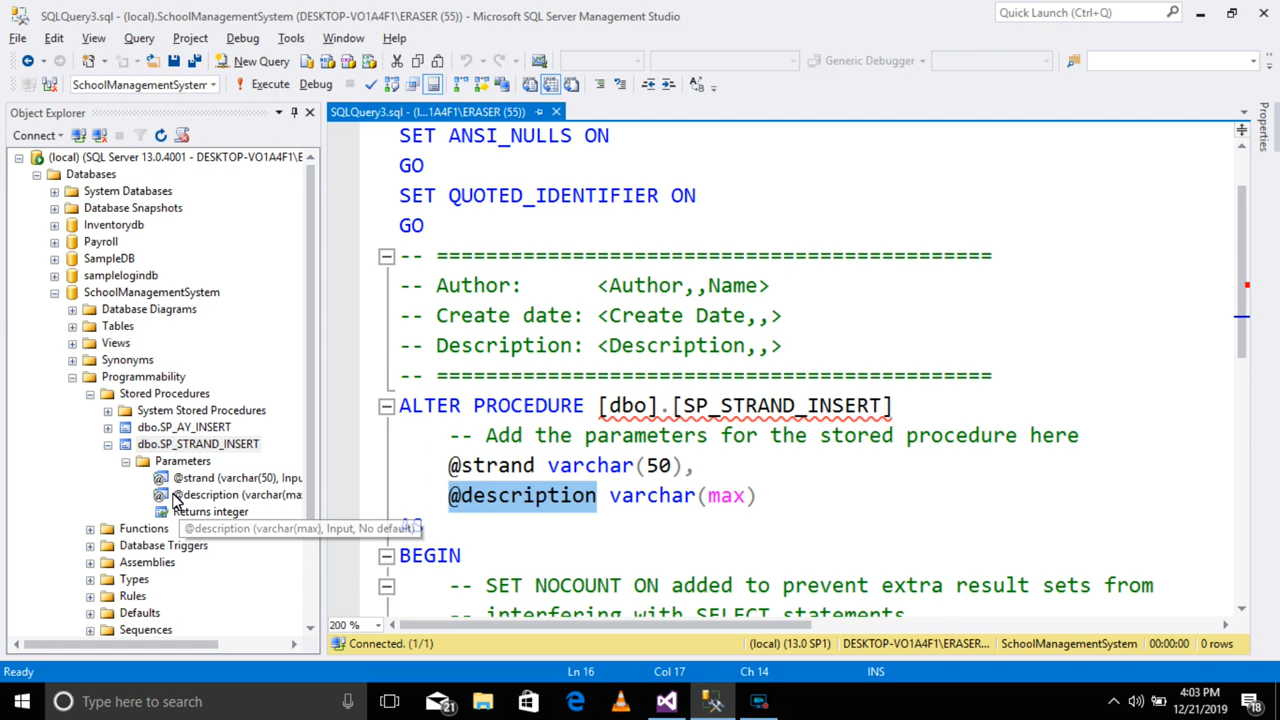 SQLQuery3.sql - (local).SchoolManagementSystem (DESKTOP-VO1A4F1\ERASER (55)) - Microsoft SQL Server Management Studio
Quick Launch (Ctrl+Q)
File Edit View Query Project Debug Tools Window Help
New Query
Generic Debugger
SchoolManagementSystem
Execute Debug
Object Explorer
SQLQuery3.sql - (l...1A4F1\ERASER (55))
Properties
Connect
(local) (SQL Server 13.0.4001 - DESKTOP-VO1A4F1\E
Databases
System Databases
Database Snapshots
Inventorydb
Payroll
SampleDB
samplelogindb
SchoolManagementSystem
Database Diagrams
Tables
Views
Synonyms
Programmability
Stored Procedures
System Stored Procedures
dbo.SP_AY_INSERT
dbo.SP_STRAND_INSERT
Parameters
@strand (varchar(50), Inpu
@description (varchar(ma
Returns integer
@description (varchar(max), Input, No default)
Functions
Database Triggers
Assemblies
Types
Rules
Defaults
Sequences
SET ANSI_NULLS ON
GO
SET QUOTED_IDENTIFIER ON
GO
-- =============================================
-- Author: <Author,,Name>
-- Create date: <Create Date,,>
-- Description: <Description,,>
-- =============================================
ALTER PROCEDURE [dbo].[SP_STRAND_INSERT]
-- Add the parameters for the stored procedure here
@strand varchar(50),
@description varchar(max)
AS
BEGIN
-- SET NOCOUNT ON added to prevent extra result sets from
-- interfering with SELECT statements
200 %
Connected. (1/1)
(local) (13.0 SP1) DESKTOP-VO1A4F1\ERASER... SchoolManagementSystem 00:00:00 0 rows
Ready
Ln 16 Col 17 Ch 14 INS
Type here to search
21
4:03 PM
12/21/2019
18